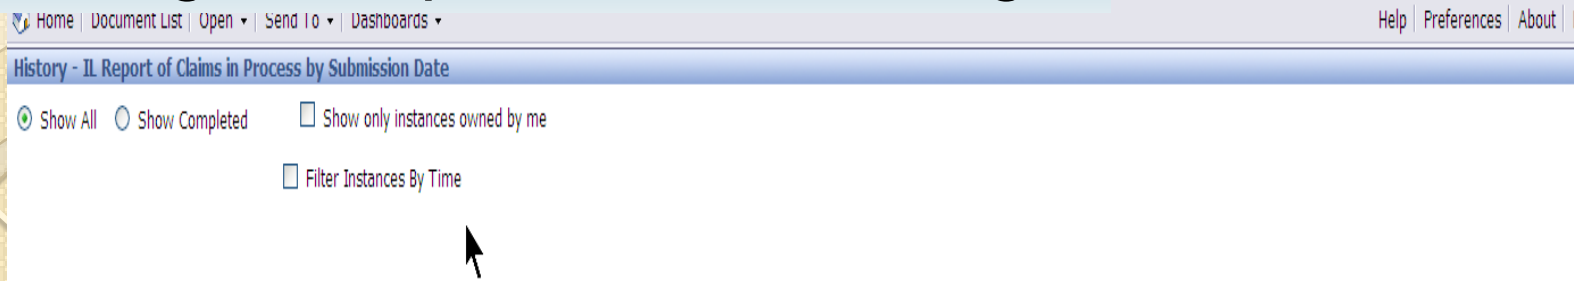 Home | Document List | Open | Send To | Dashboards Help | Preferences | About |
History - IL Report of Claims in Process by Submission Date
Show All Show Completed Show only instances owned by me
Filter Instances By Time